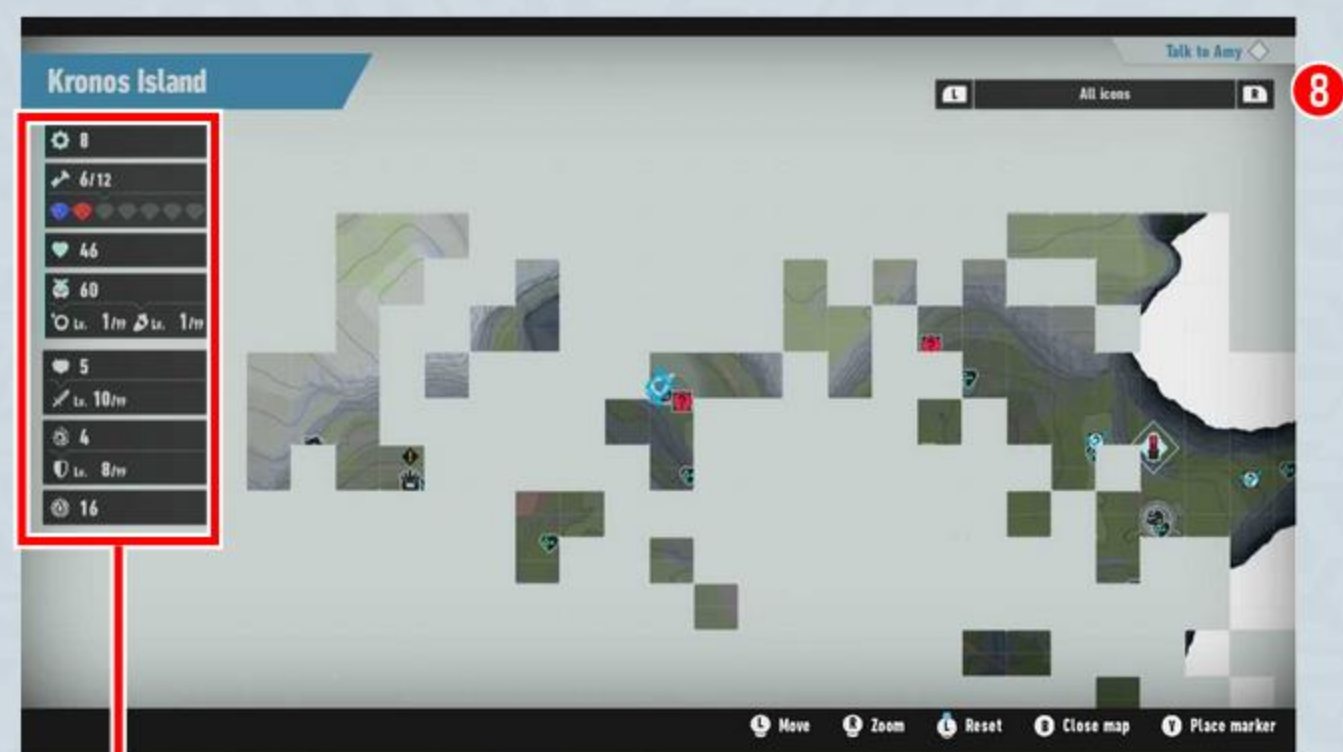 Talk to Amy
Kronos Island
L All icons R
8
8
6/12
46
60
Lv. 1/99 Lv. 1/99
5
Lv. 10/99
4
Lv. 8/99
16
L Move R Zoom L Reset B Close map Y Place marker